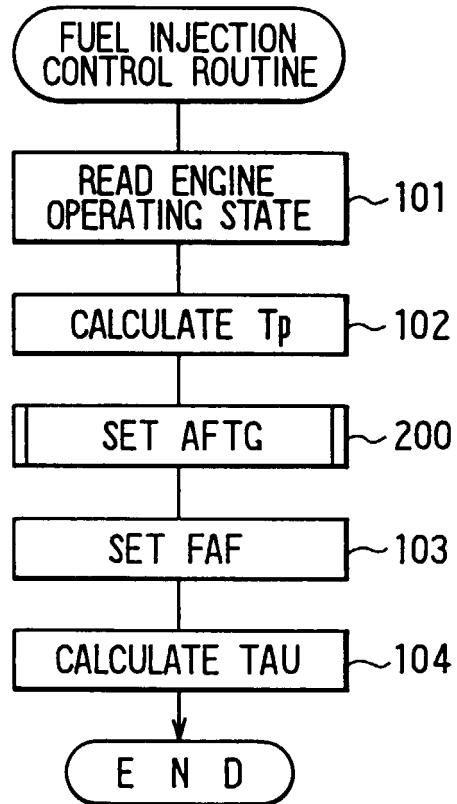 FUEL INJECTION
CONTROL ROUTINE
READ ENGINE
OPERATING STATE
101
CALCULATE Tp
102
SET AFTG
200
SET FAF
103
CALCULATE TAU
104
E N D